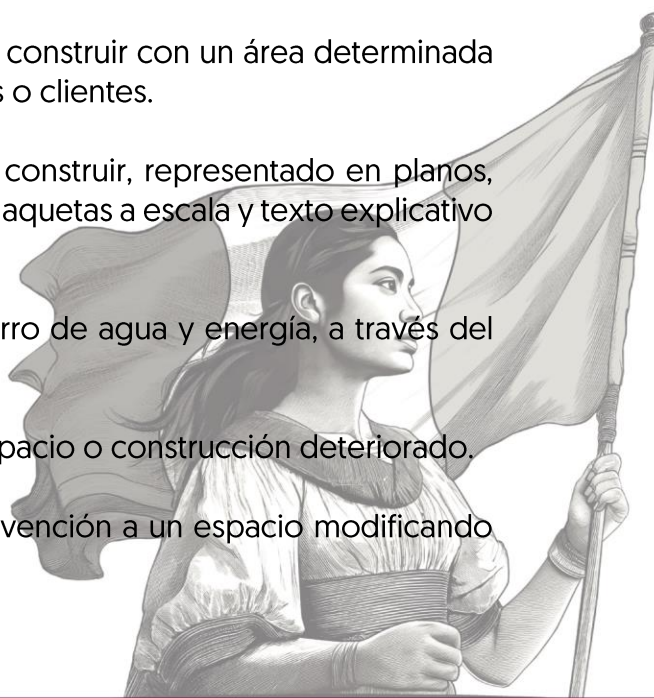 construir con un área determinada
s o clientes.
construir, representado en planos,
aquetas a escala y texto explicativo
rro de agua y energía, a través del
pacio o construcción deteriorado.
vención a un espacio modificando